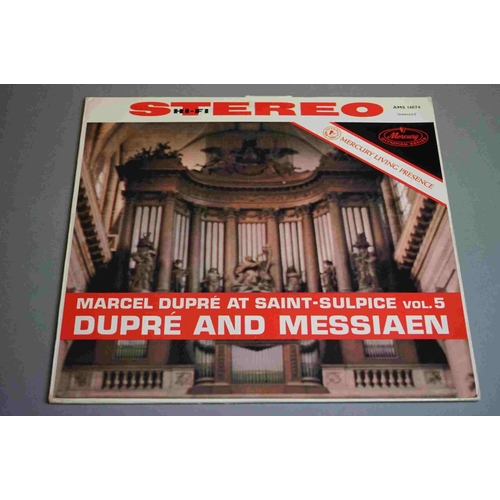 STEREO
HI-FI
AMS 16074
Mercury
MERCURY LIVING PRESENCE
MARCEL DUPRÉ AT SAINT-SULPICE VOL. 5
DUPRÉ AND MESSIAEN